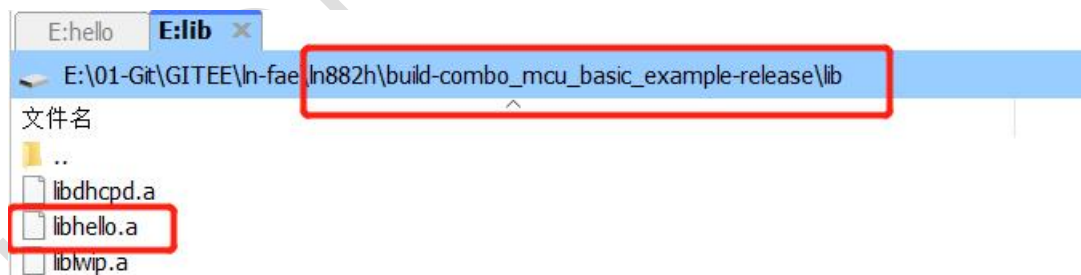 E:hello E:lib ×
E:\01-Git\GITEE\ln-fae\ln882h\build-combo_mcu_basic_example-release\lib
文件名
..
libdhcpd.a
libhello.a
liblwip.a